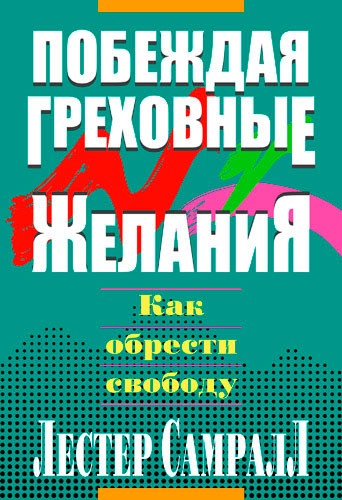 ПОБЕЖДАЯ
ГРЕХОВНЫЕ
ЖЕЛАНИЯ
Как
обрести
свободу
ЛЕСТЕР САМРАЛЛ